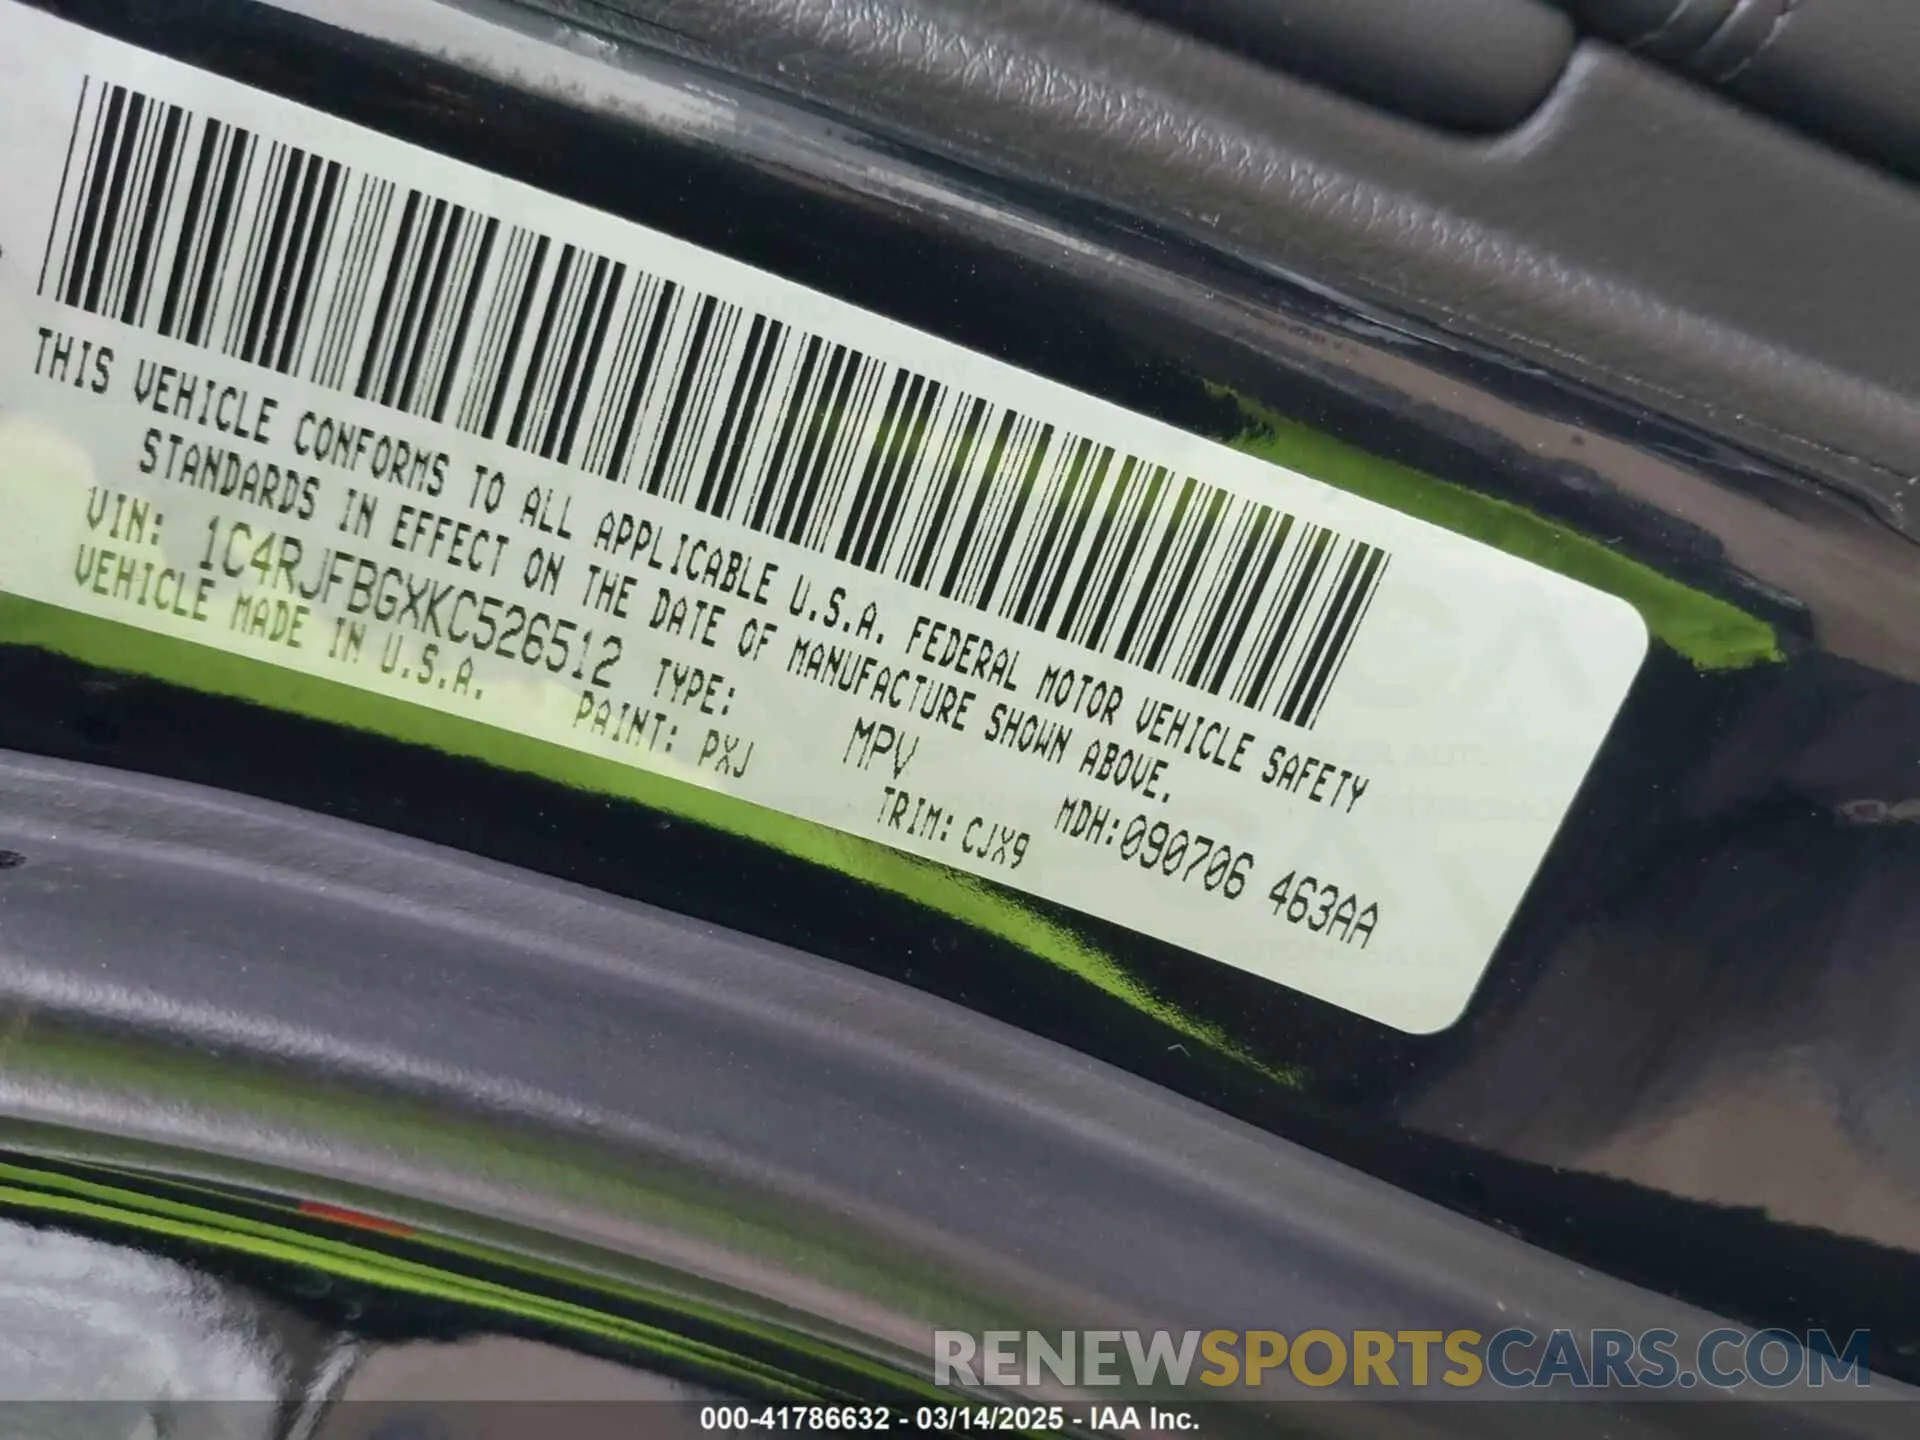 THIS VEHICLE CONFORMS TO ALL APPLICABLE U.S.A. FEDERAL MOTOR VEHICLE SAFETY
STANDARDS IN EFFECT ON THE DATE OF MANUFACTURE SHOWN ABOVE.
VIN: 1C4RJFBGXKC526512 TYPE: MPV MDH:090706 463AA
VEHICLE MADE IN U.S.A. PAINT: PXJ TRIM: CJX9
RENEWSPORTSCARS.COM
000-41786632 - 03/14/2025 - IAA Inc.